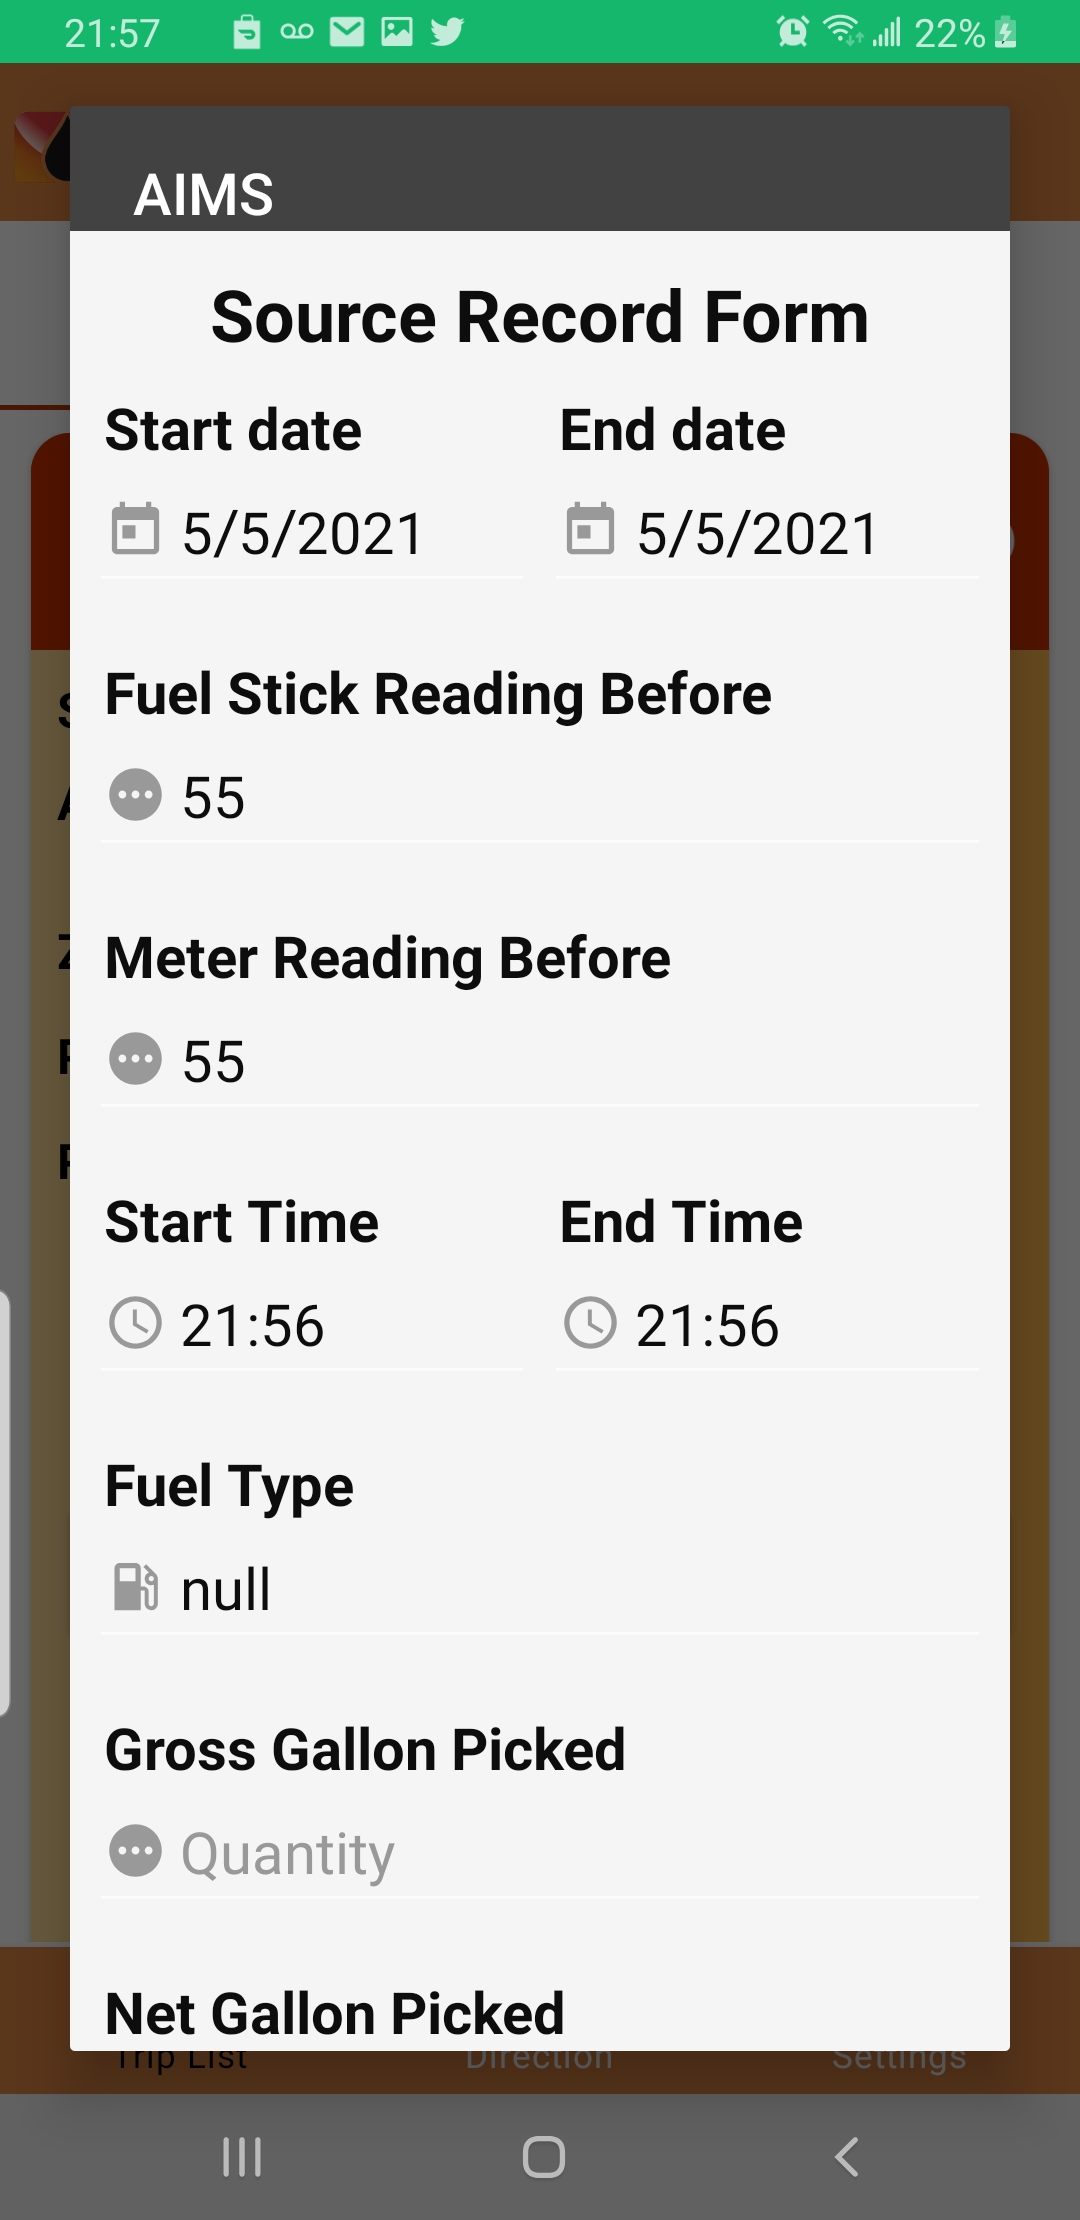 21:57 22%
AIMS
Source Record Form
Start date End date
5/5/2021 5/5/2021
Fuel Stick Reading Before
55
Meter Reading Before
55
Start Time End Time
21:56 21:56
Fuel Type
null
Gross Gallon Picked
Quantity
Net Gallon Picked
Trip List Direction Settings